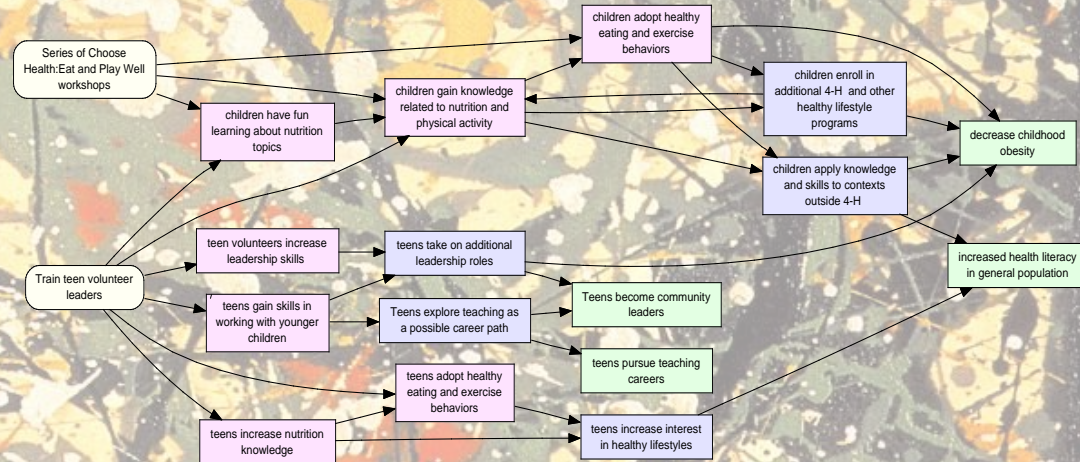 Series of Choose
Health:Eat and Play Well
workshops
children have fun
learning about nutrition
topics
children gain knowledge
related to nutrition and
physical activity
children adopt healthy
eating and exercise
behaviors
children enroll in
additional 4-H and other
healthy lifestyle
programs
children apply knowledge
and skills to contexts
outside 4-H
decrease childhood
obesity
increased health literacy
in general population
Train teen volunteer
leaders
teen volunteers increase
leadership skills
teens take on additional
leadership roles
teens gain skills in
working with younger
children
Teens explore teaching as
a possible career path
Teens become community
leaders
teens pursue teaching
careers
teens adopt healthy
eating and exercise
behaviors
teens increase nutrition
knowledge
teens increase interest
in healthy lifestyles